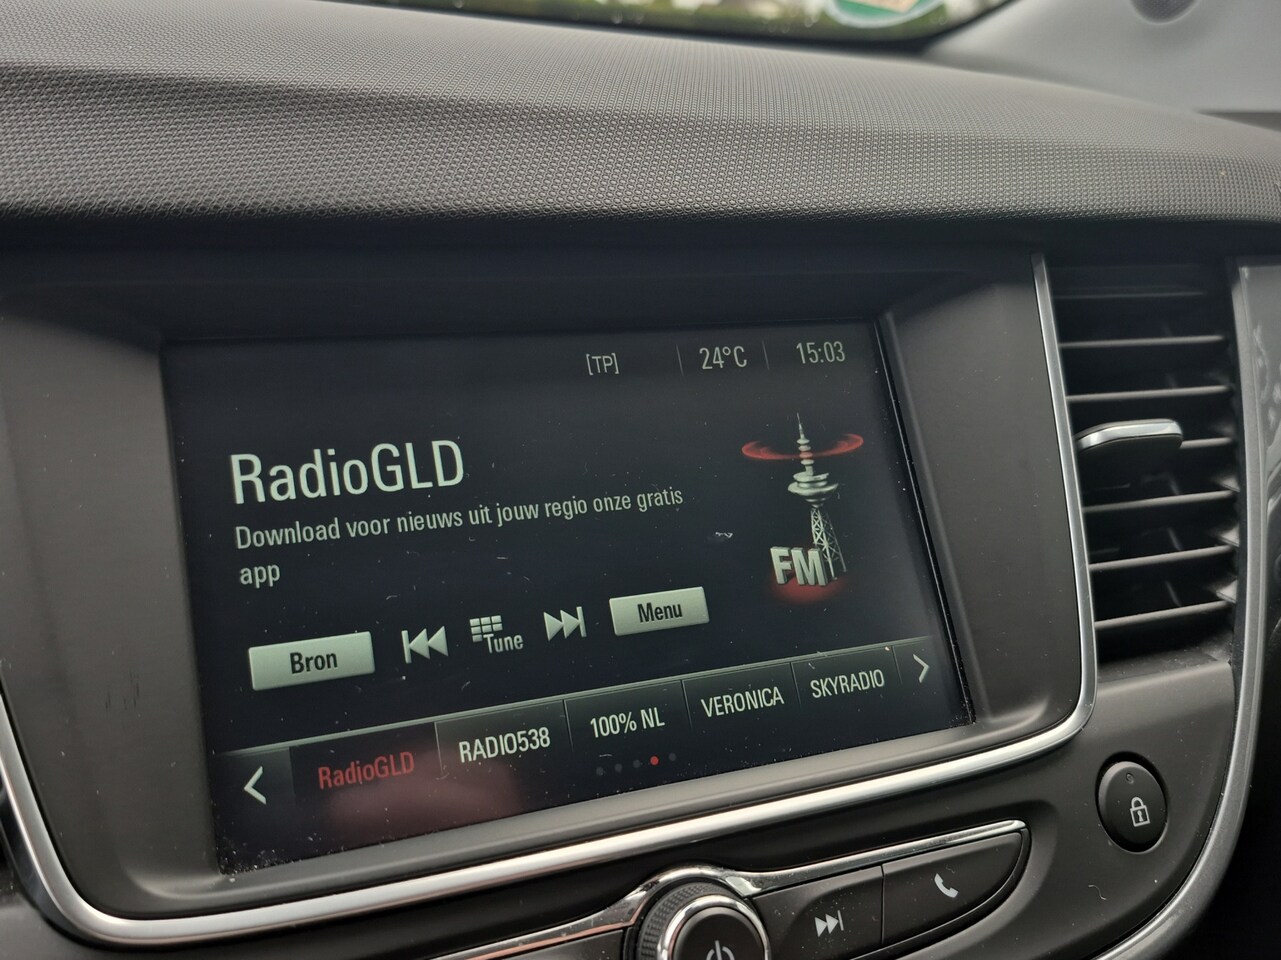 [TP] 24°C 15:03
RadioGLD
Download voor nieuws uit jouw regio onze gratis
app
FM
Bron Tune Menu
RadioGLD RADIO538 100% NL VERONICA SKYRADIO